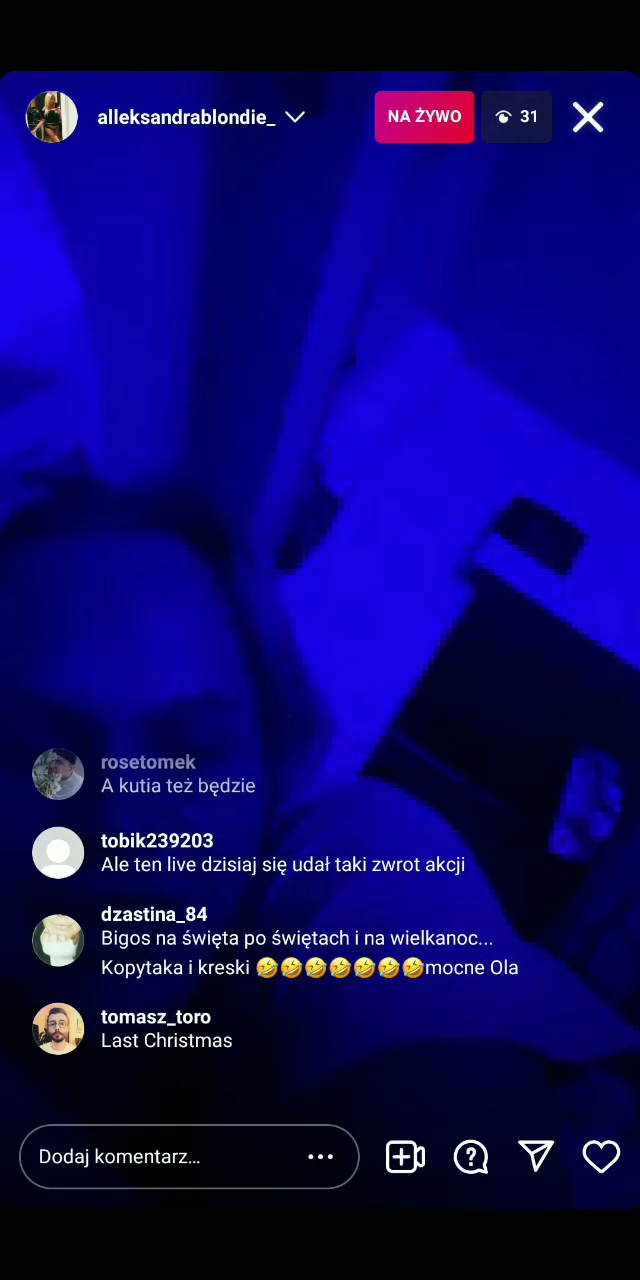 alleksandrablondie_
NA ŻYWO
31
rosetomek
A kutia też będzie
tobik239203
Ale ten live dzisiaj się udał taki zwrot akcji
dzastina_84
Bigos na święta po świętach i na wielkanoc...
Kopytaka i kreski 🤣🤣🤣🤣🤣🤣🤣mocne Ola
tomasz_toro
Last Christmas
Dodaj komentarz...